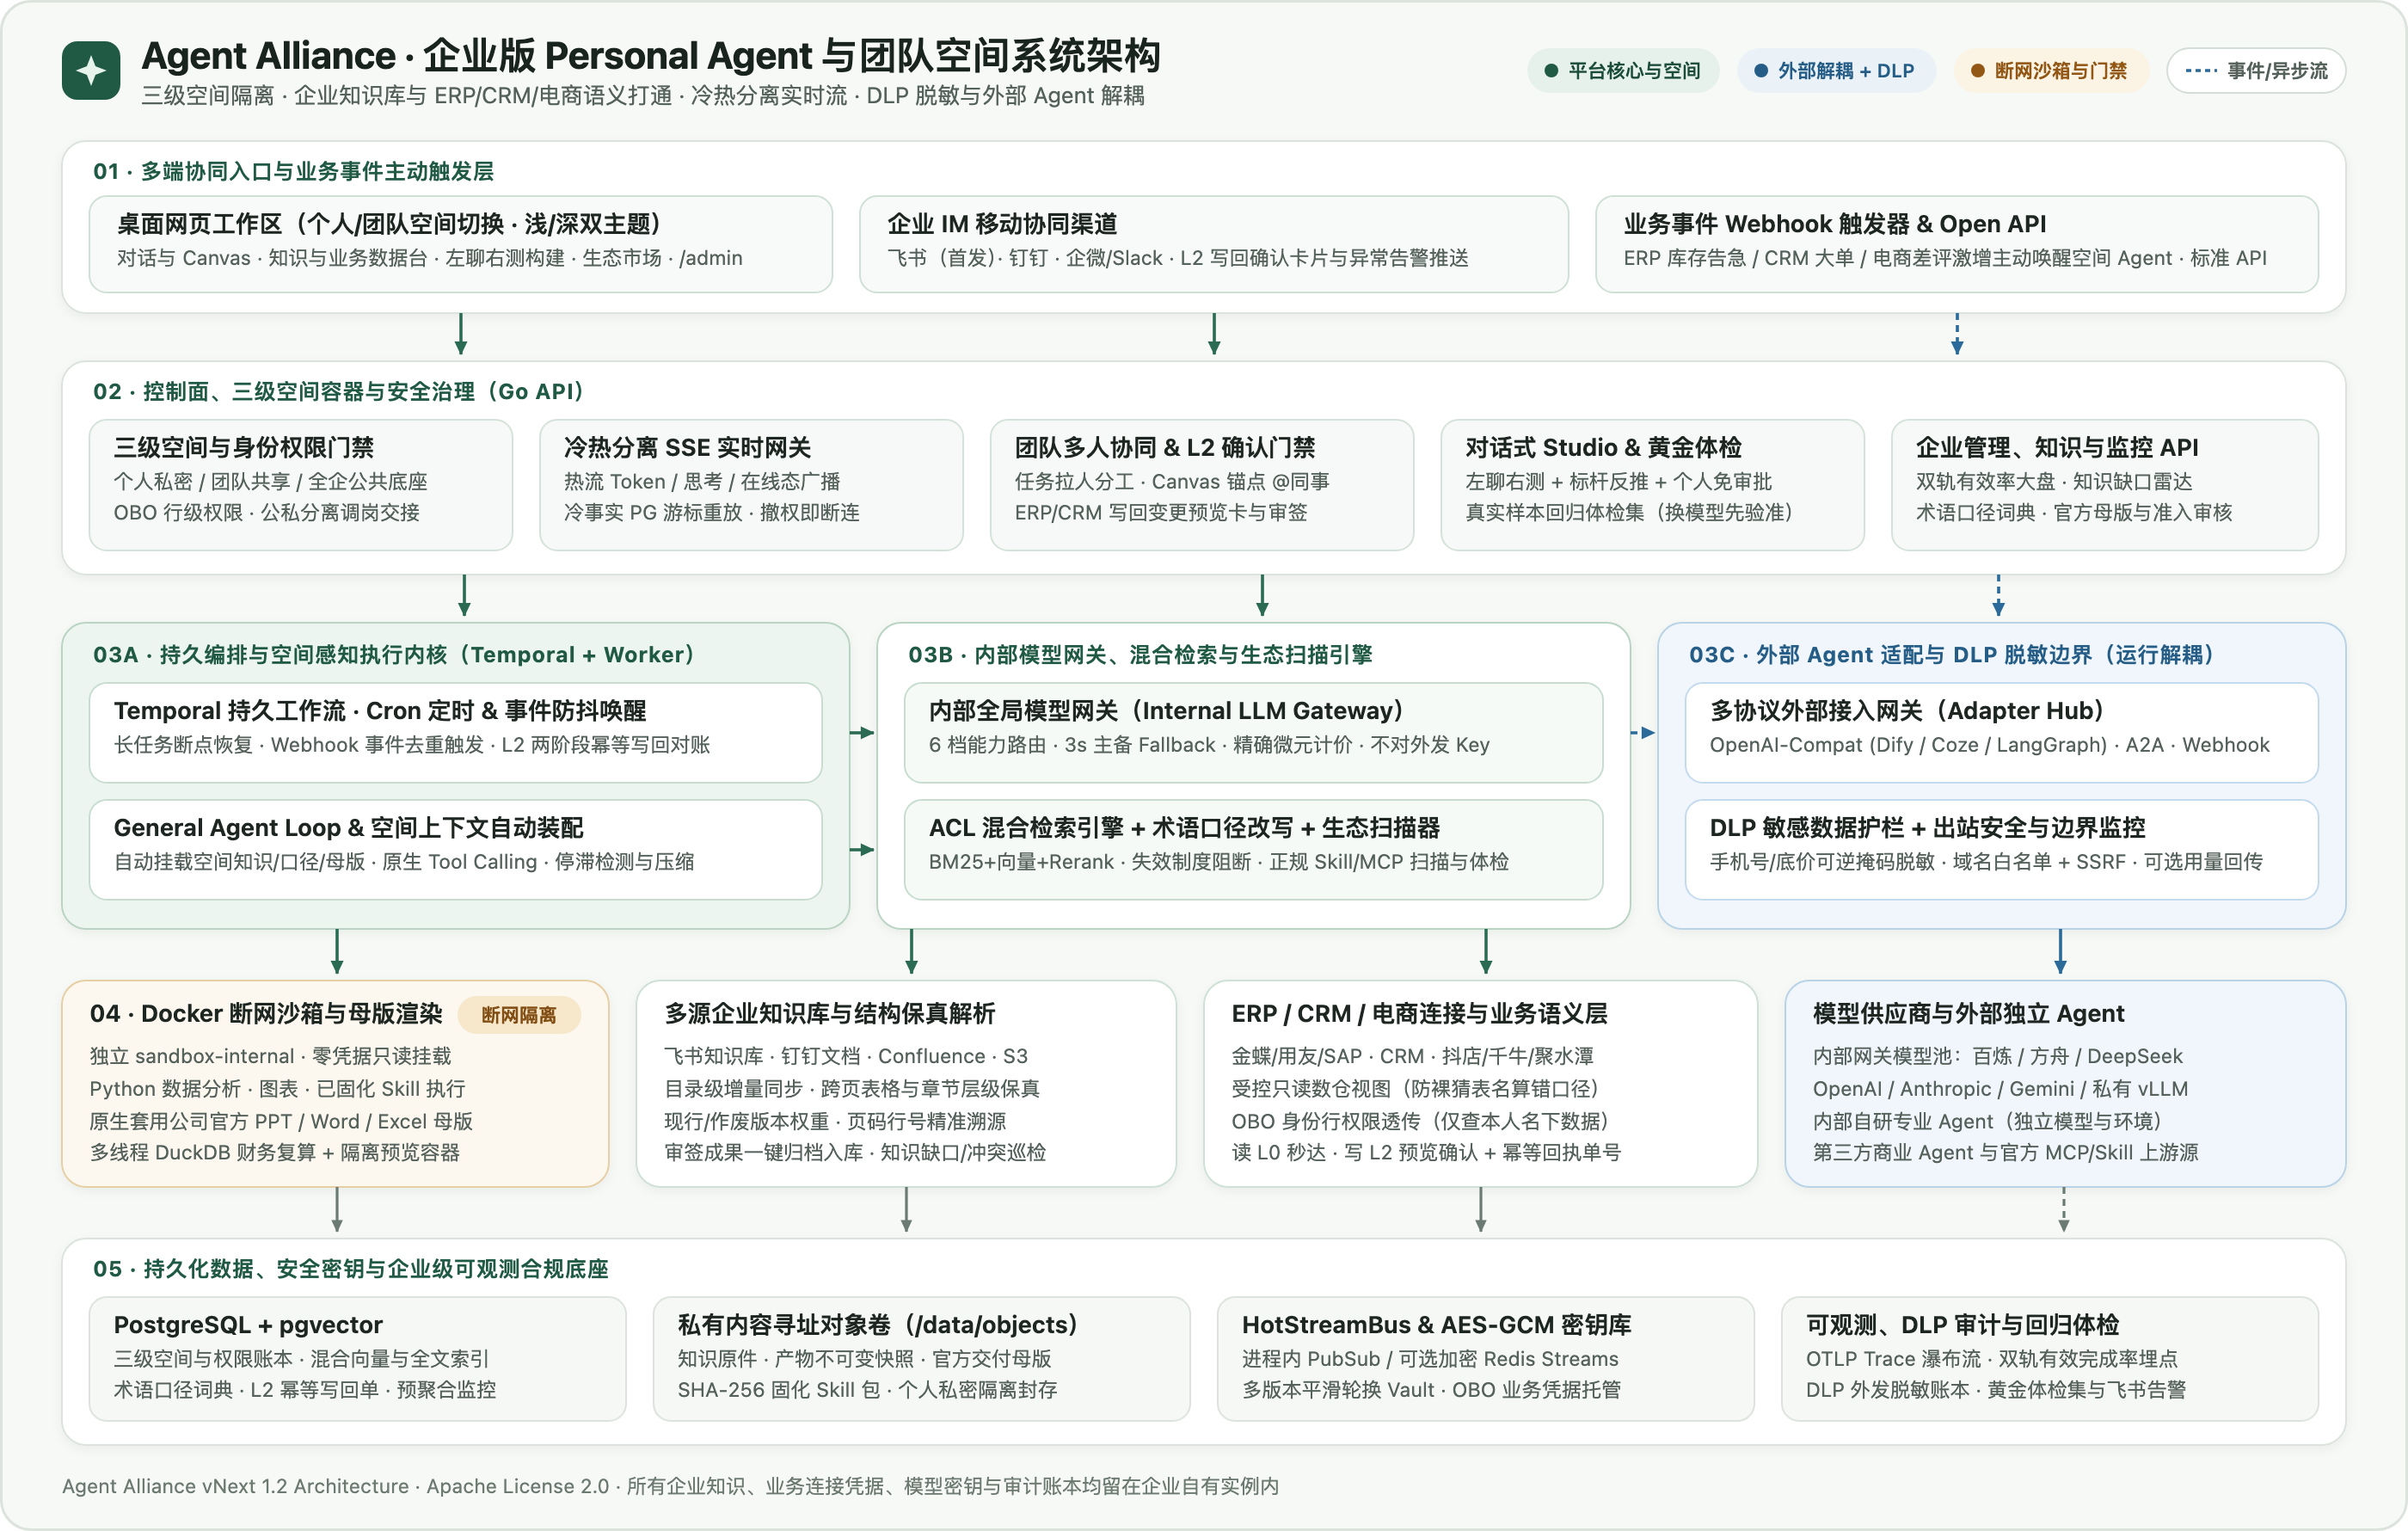 Agent Alliance · 企业版 Personal Agent 与团队空间系统架构
三级空间隔离 · 企业知识库与 ERP/CRM/电商语义打通 · 冷热分离实时流 · DLP 脱敏与外部 Agent 解耦
平台核心与空间
外部解耦 + DLP
断网沙箱与门禁
事件/异步流
01 · 多端协同入口与业务事件主动触发层
桌面网页工作区（个人/团队空间切换 · 浅/深双主题）
对话与 Canvas · 知识与业务数据台 · 左聊右测构建 · 生态市场 · /admin
企业 IM 移动协同渠道
飞书（首发）· 钉钉 · 企微/Slack · L2 写回确认卡片与异常告警推送
业务事件 Webhook 触发器 & Open API
ERP 库存告急 / CRM 大单 / 电商差评激增主动唤醒空间 Agent · 标准 API
02 · 控制面、三级空间容器与安全治理（Go API）
三级空间与身份权限门禁
个人私密 / 团队共享 / 全企公共底座
OBO 行级权限 · 公私分离调岗交接
冷热分离 SSE 实时网关
热流 Token / 思考 / 在线态广播
冷事实 PG 游标重放 · 撤权即断连
团队多人协同 & L2 确认门禁
任务拉人分工 · Canvas 锚点 @同事
ERP/CRM 写回变更预览卡与审签
对话式 Studio & 黄金体检
左聊右测 + 标杆反推 + 个人免审批
真实样本回归体检集（换模型先验准）
企业管理、知识与监控 API
双轨有效率大盘 · 知识缺口雷达
术语口径词典 · 官方母版与准入审核
03A · 持久编排与空间感知执行内核（Temporal + Worker）
Temporal 持久工作流 · Cron 定时 & 事件防抖唤醒
长任务断点恢复 · Webhook 事件去重触发 · L2 两阶段幂等写回对账
General Agent Loop & 空间上下文自动装配
自动挂载空间知识/口径/母版 · 原生 Tool Calling · 停滞检测与压缩
03B · 内部模型网关、混合检索与生态扫描引擎
内部全局模型网关（Internal LLM Gateway）
6 档能力路由 · 3s 主备 Fallback · 精确微元计价 · 不对外发 Key
ACL 混合检索引擎 + 术语口径改写 + 生态扫描器
BM25+向量+Rerank · 失效制度阻断 · 正规 Skill/MCP 扫描与体检
03C · 外部 Agent 适配与 DLP 脱敏边界（运行解耦）
多协议外部接入网关（Adapter Hub）
OpenAI-Compat (Dify / Coze / LangGraph) · A2A · Webhook
DLP 敏感数据护栏 + 出站安全与边界监控
手机号/底价可逆掩码脱敏 · 域名白名单 + SSRF · 可选用量回传
04 · Docker 断网沙箱与母版渲染
断网隔离
独立 sandbox-internal · 零凭据只读挂载
Python 数据分析 · 图表 · 已固化 Skill 执行
原生套用公司官方 PPT / Word / Excel 母版
多线程 DuckDB 财务复算 + 隔离预览容器
多源企业知识库与结构保真解析
飞书知识库 · 钉钉文档 · Confluence · S3
目录级增量同步 · 跨页表格与章节层级保真
现行/作废版本权重 · 页码行号精准溯源
审签成果一键归档入库 · 知识缺口/冲突巡检
ERP / CRM / 电商连接与业务语义层
金蝶/用友/SAP · CRM · 抖店/千牛/聚水潭
受控只读数仓视图（防裸猜表名算错口径）
OBO 身份行权限透传（仅查本人名下数据）
读 L0 秒达 · 写 L2 预览确认 + 幂等回执单号
模型供应商与外部独立 Agent
内部网关模型池：百炼 / 方舟 / DeepSeek
OpenAI / Anthropic / Gemini / 私有 vLLM
内部自研专业 Agent（独立模型与环境）
第三方商业 Agent 与官方 MCP/Skill 上游源
05 · 持久化数据、安全密钥与企业级可观测合规底座
PostgreSQL + pgvector
三级空间与权限账本 · 混合向量与全文索引
术语口径词典 · L2 幂等写回单 · 预聚合监控
私有内容寻址对象卷（/data/objects）
知识原件 · 产物不可变快照 · 官方交付母版
SHA-256 固化 Skill 包 · 个人私密隔离封存
HotStreamBus & AES-GCM 密钥库
进程内 PubSub / 可选加密 Redis Streams
多版本平滑轮换 Vault · OBO 业务凭据托管
可观测、DLP 审计与回归体检
OTLP Trace 瀑布流 · 双轨有效完成率埋点
DLP 外发脱敏账本 · 黄金体检集与飞书告警
Agent Alliance vNext 1.2 Architecture · Apache License 2.0 · 所有企业知识、业务连接凭据、模型密钥与审计账本均留在企业自有实例内